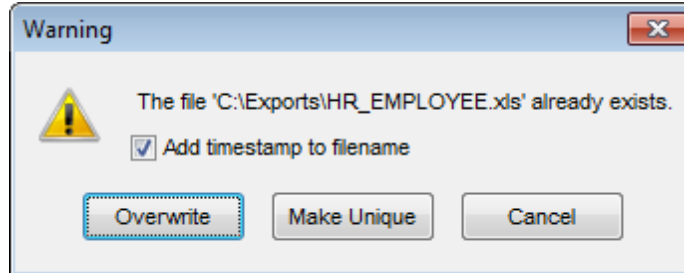 Warning
The file 'C:\Exports\HR_EMPLOYEE.xls' already exists.
Add timestamp to filename
Overwrite Make Unique Cancel